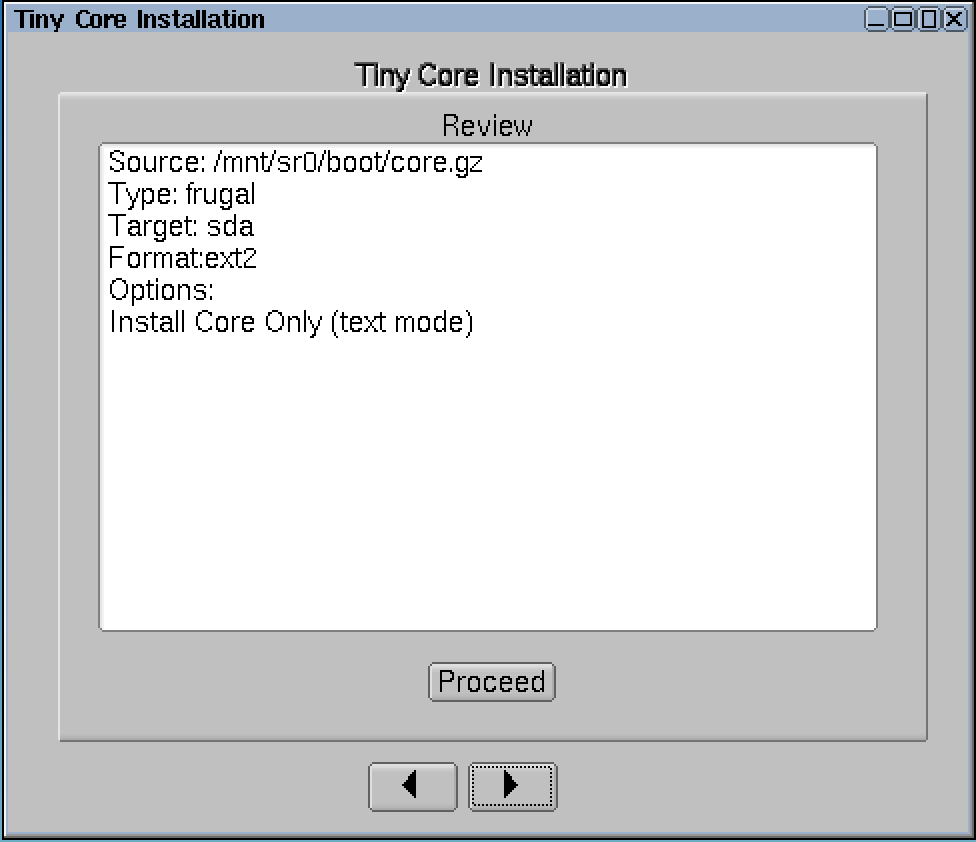 Tiny Core Installation
Tiny Core Installation
Review
Source: /mnt/sr0/boot/core.gz
Type: frugal
Target: sda
Format:ext2
Options:
Install Core Only (text mode)
Proceed